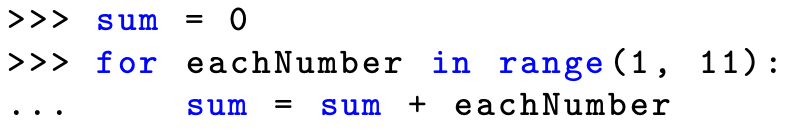 >>> sum = 0
>>> for eachNumber in range(1, 11):
...     sum = sum + eachNumber